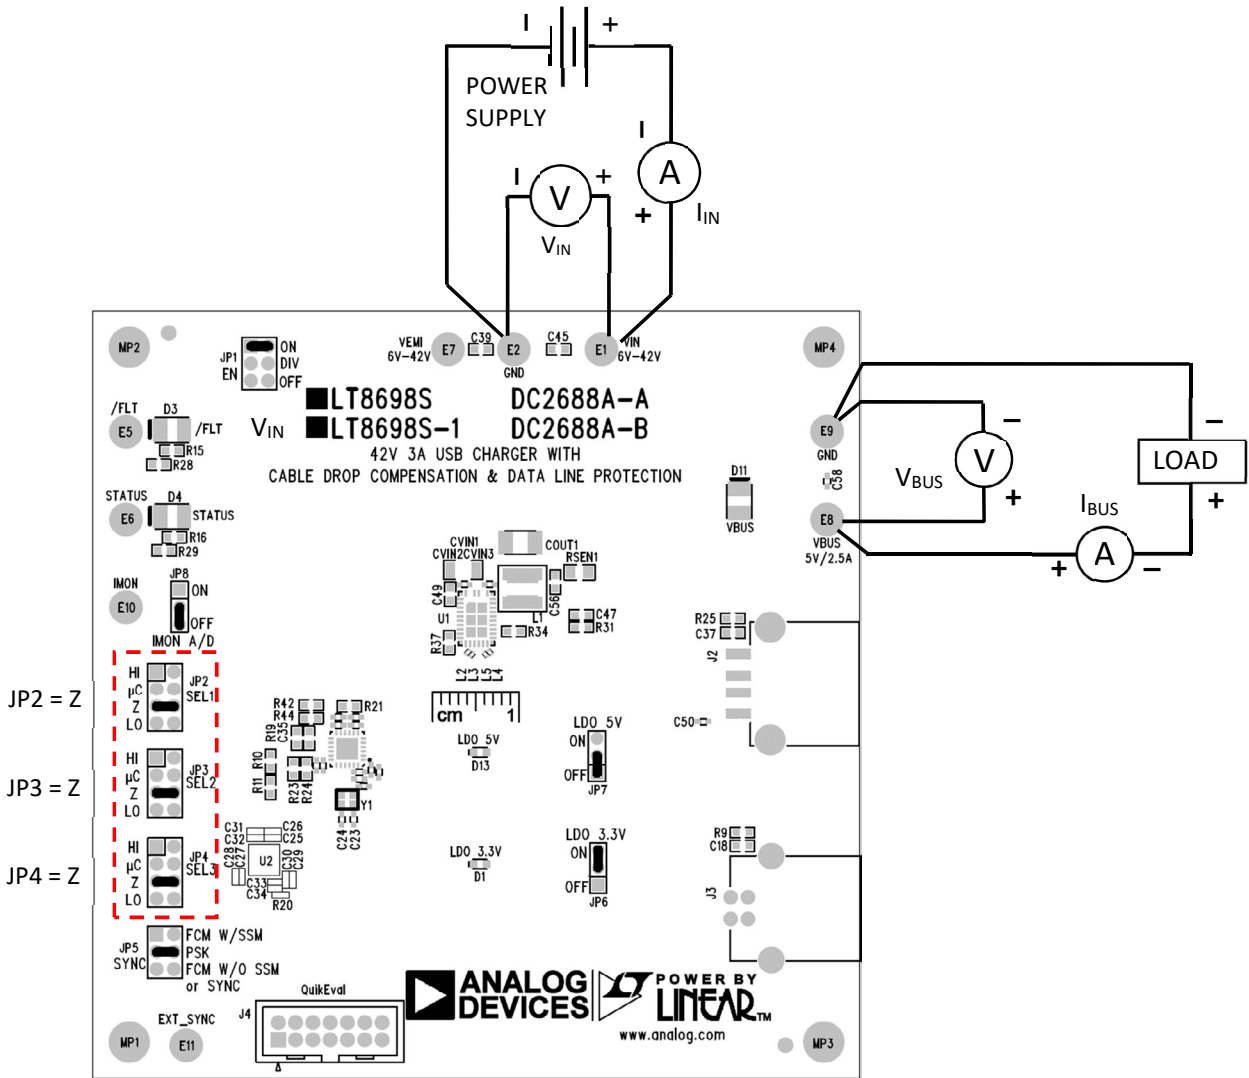 I +
POWER
SUPPLY
I
A
+
I_IN
I V +
V_IN
MP2
JP1
EN
ON
DIV
OFF
VEMI
6V-42V
E7
C39
E2
GND
C45
E1
VIN
6V-42V
MP4
LT8698S DC2688A-A
V_IN
LT8698S-1 DC2688A-B
42V 3A USB CHARGER WITH
CABLE DROP COMPENSATION & DATA LINE PROTECTION
/FLT
E5
D3
/FLT
R15
R28
STATUS
E6
D4
STATUS
R16
R29
E9
GND
C58
E8
VBUS
5V/2.5A
D11
VBUS
−
V
V_BUS
+
−
LOAD
+
I_BUS
+ A −
IMON
E10
JP8
ON
OFF
IMON A/D
CVIN1
CVIN2
CVIN3
COUT1
RSEN1
C49
U1
R37
L1
C56
R34
C47
R31
L2
L3
L5
L4
cm 1
R25
C37
J2
C50
JP2 = Z
HI
µC
Z
LO
JP2
SEL1
JP3 = Z
HI
µC
Z
LO
JP3
SEL2
JP4 = Z
HI
µC
Z
LO
JP4
SEL3
R42
R44
C35
R19
R10
R11
R21
R23
R24
Y1
C24
C23
LDO 5V
D13
LDO 5V
ON
OFF
JP7
C31
C32
C26
C25
C28
C27
U2
C30
C29
C33
C34
R20
LDO 3.3V
D1
LDO 3.3V
ON
OFF
JP6
R9
C18
J3
JP5
SYNC
FCM W/SSM
PSK
FCM W/O SSM
or SYNC
EXT_SYNC
MP1
E11
QuikEval
J4
ANALOG
DEVICES
POWER BY
LINEAR™
www.analog.com
MP3